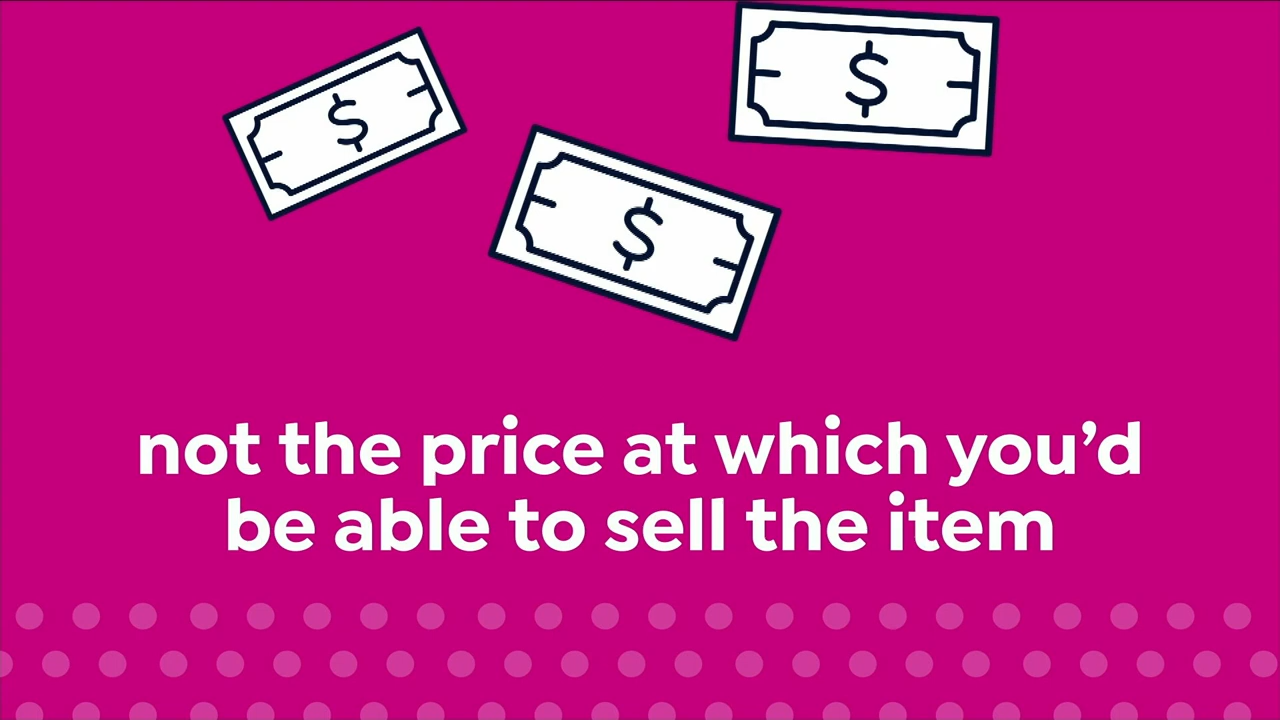 $
$
$
not the price at which you’d
be able to sell the item